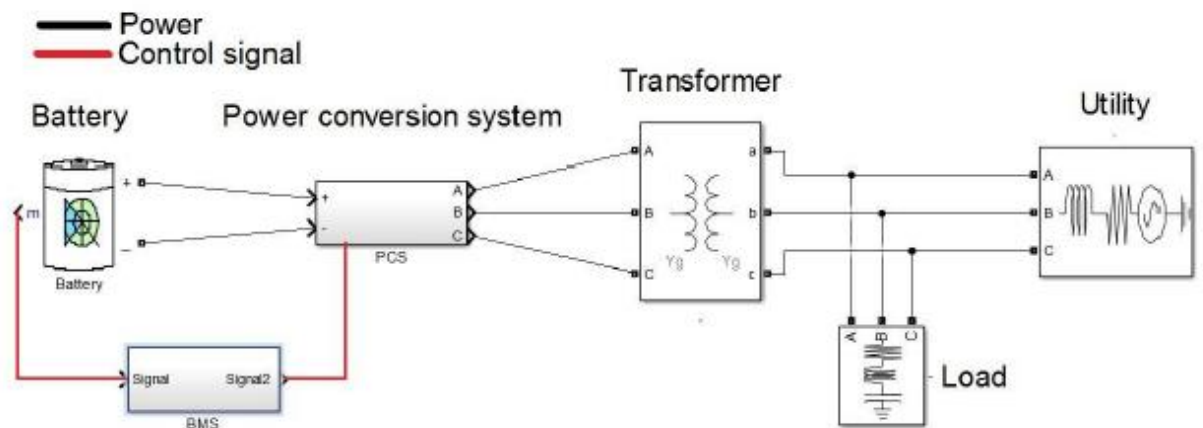 Power
Control signal
Transformer
Utility
Battery
Power conversion system
m
+
−
Battery
+
-
A
B
C
PCS
A
B
C
a
b
c
Yg
Yg
A
B
C
A
B
C
Load
Signal
Signal2
BMS